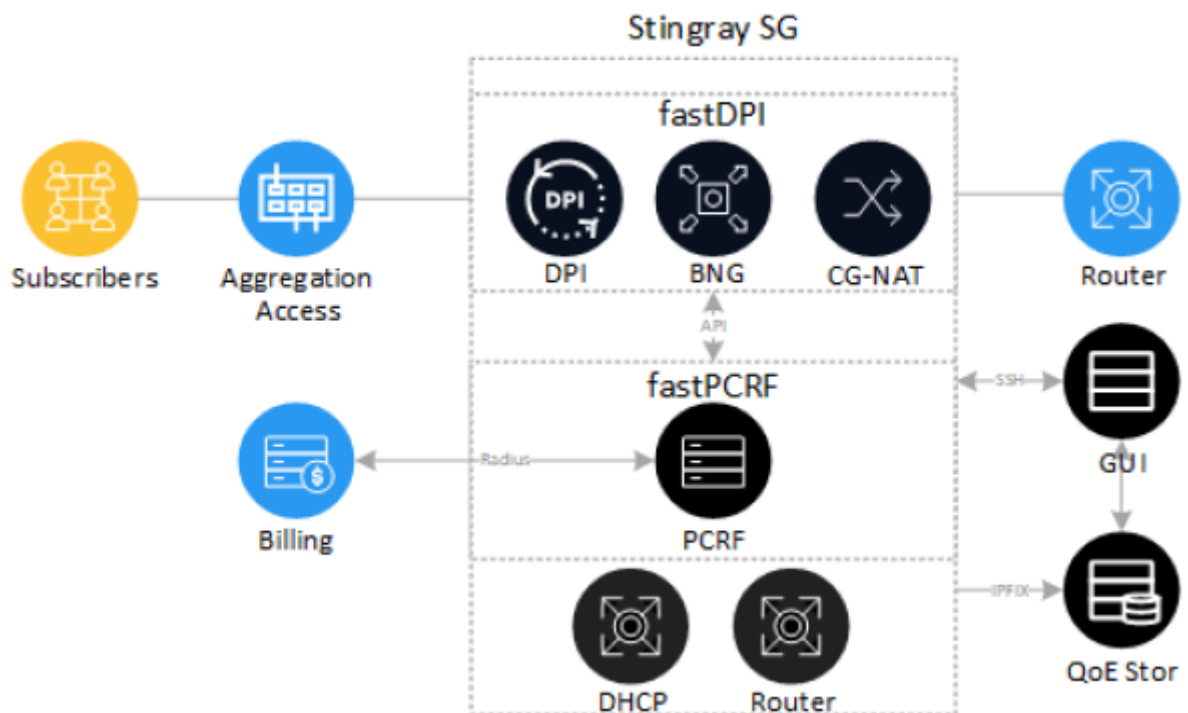 Stingray SG
fastDPI
DPI
Subscribers
Aggregation
Access
DPI
BNG
CG-NAT
Router
API
fastPCRF
SSH
GUI
Radius
Billing
PCRF
IPFIX
DHCP
Router
QoE Stor
$